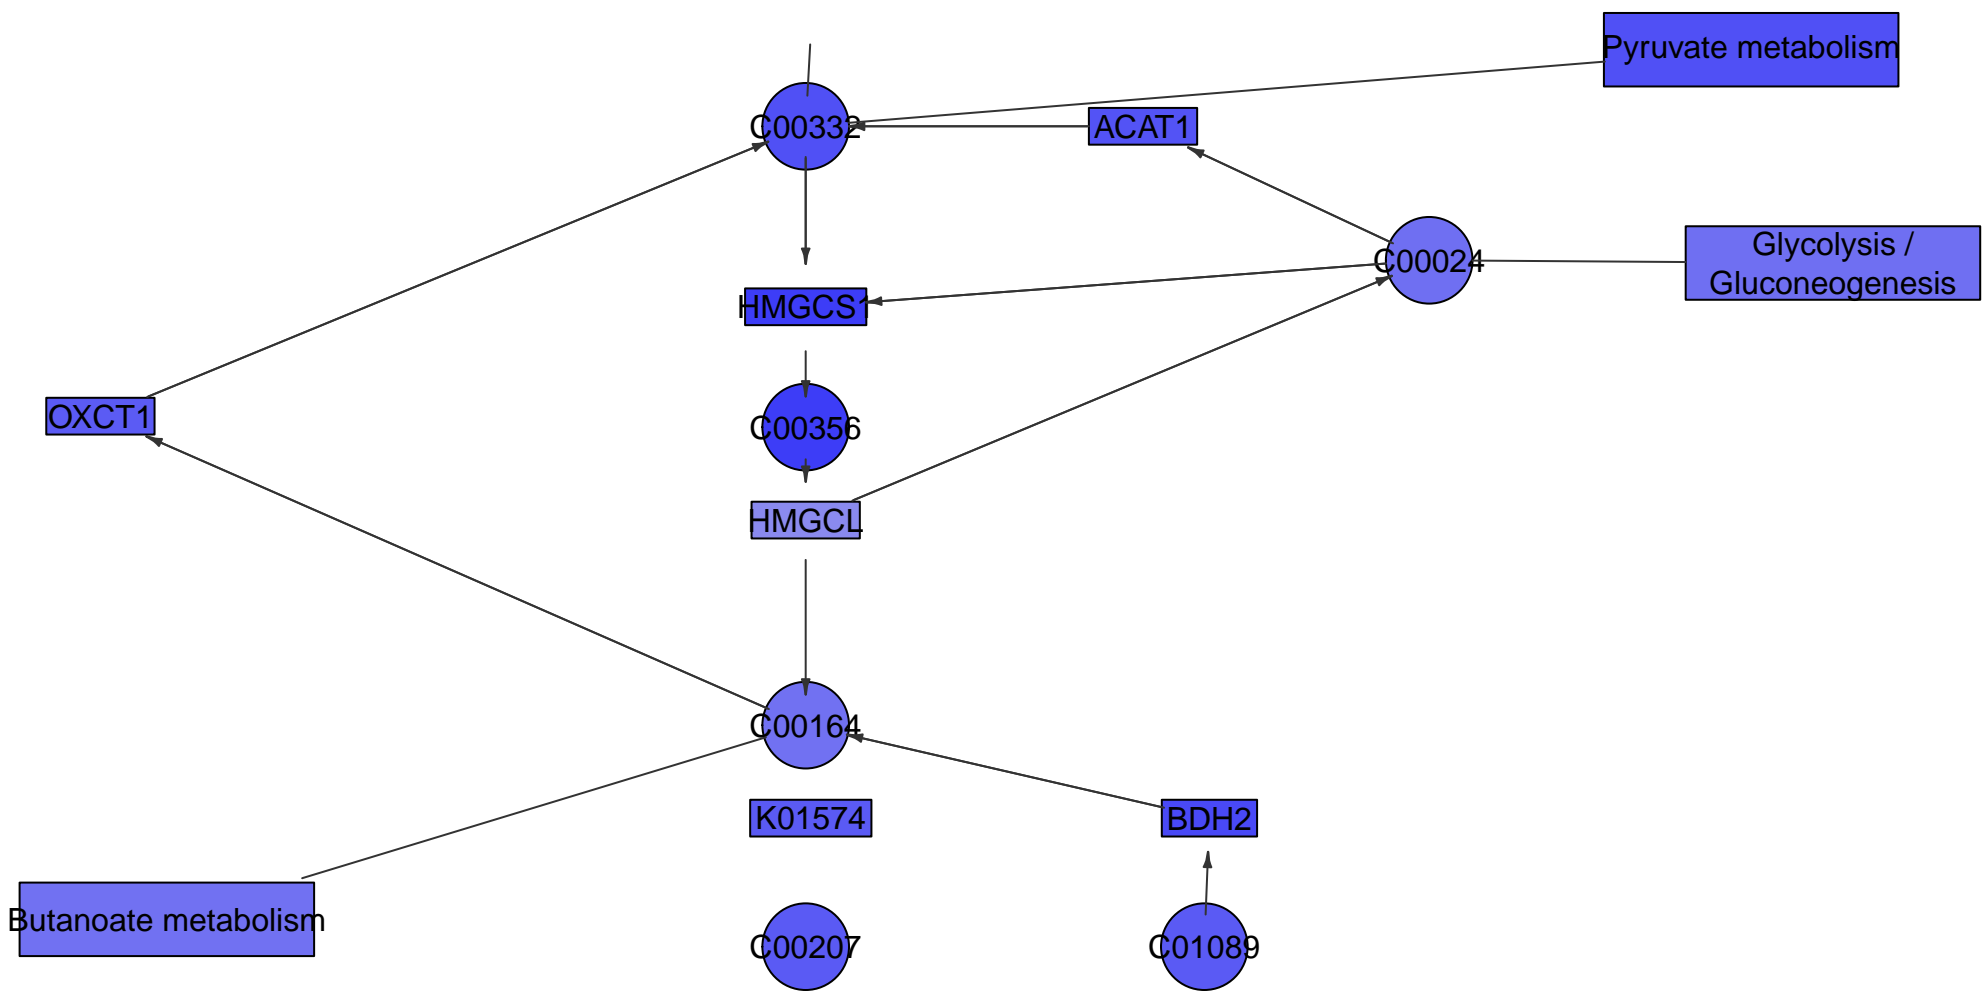 Pyruvate metabolism
C00332
ACAT1
Glycolysis /
Gluconeogenesis
C00024
HMGCS1
OXCT1
C00356
HMGCL
C00164
K01574
BDH2
Butanoate metabolism
C00207
C01089